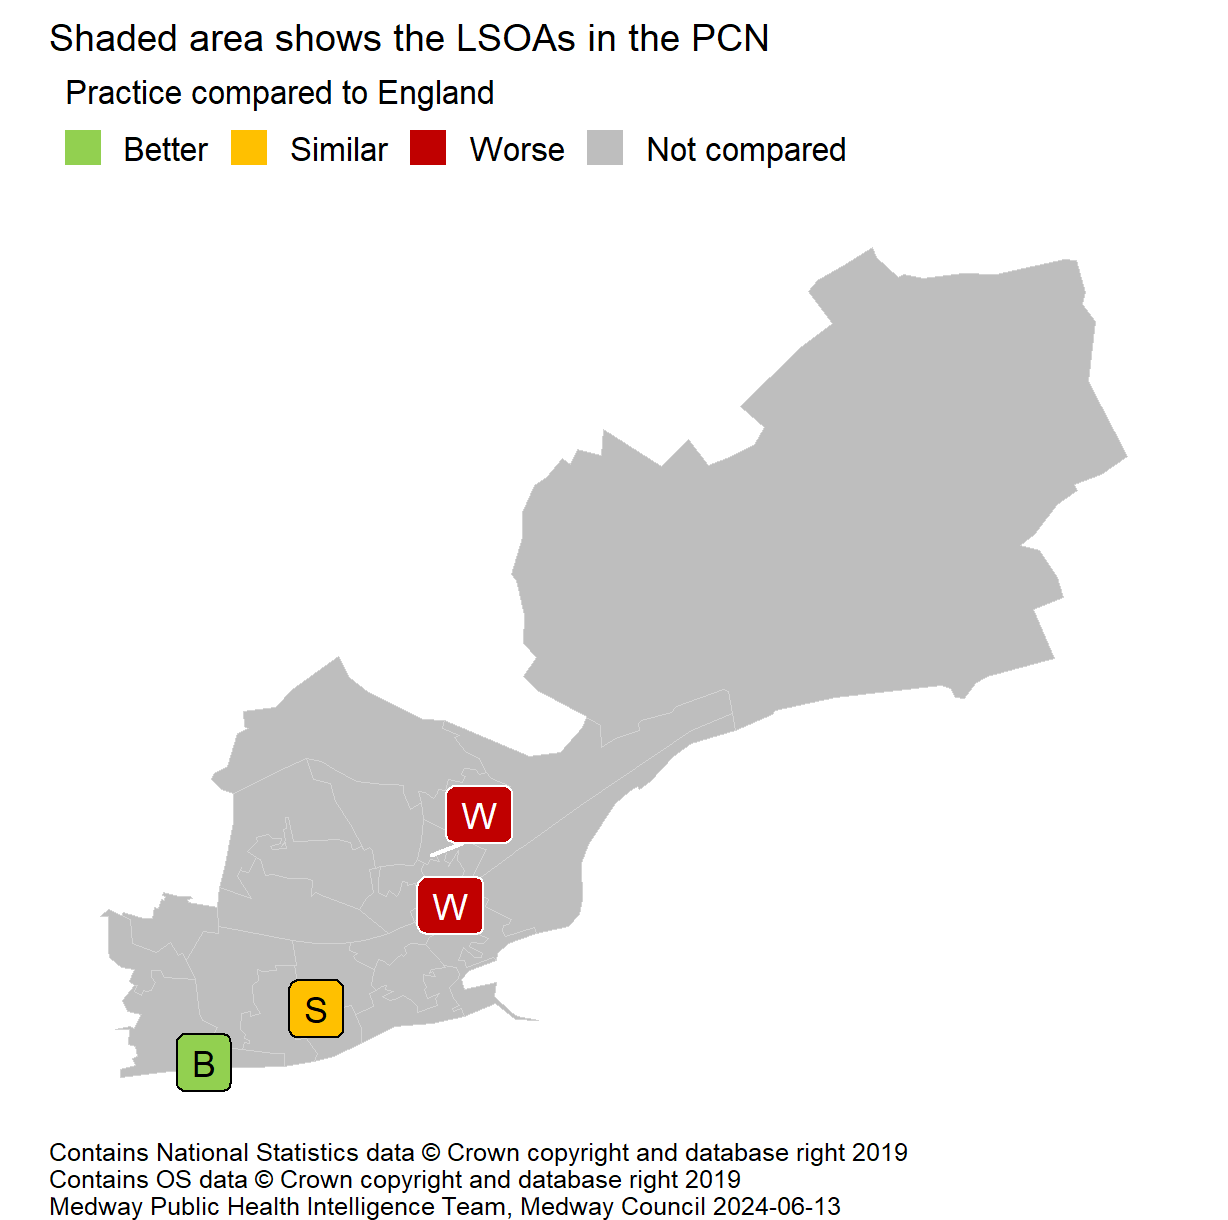 Shaded area shows the LSOAs in the PCN
Practice compared to England
Better Similar Worse Not compared
W
W
S
B
Contains National Statistics data © Crown copyright and database right 2019
Contains OS data © Crown copyright and database right 2019
Medway Public Health Intelligence Team, Medway Council 2024-06-13